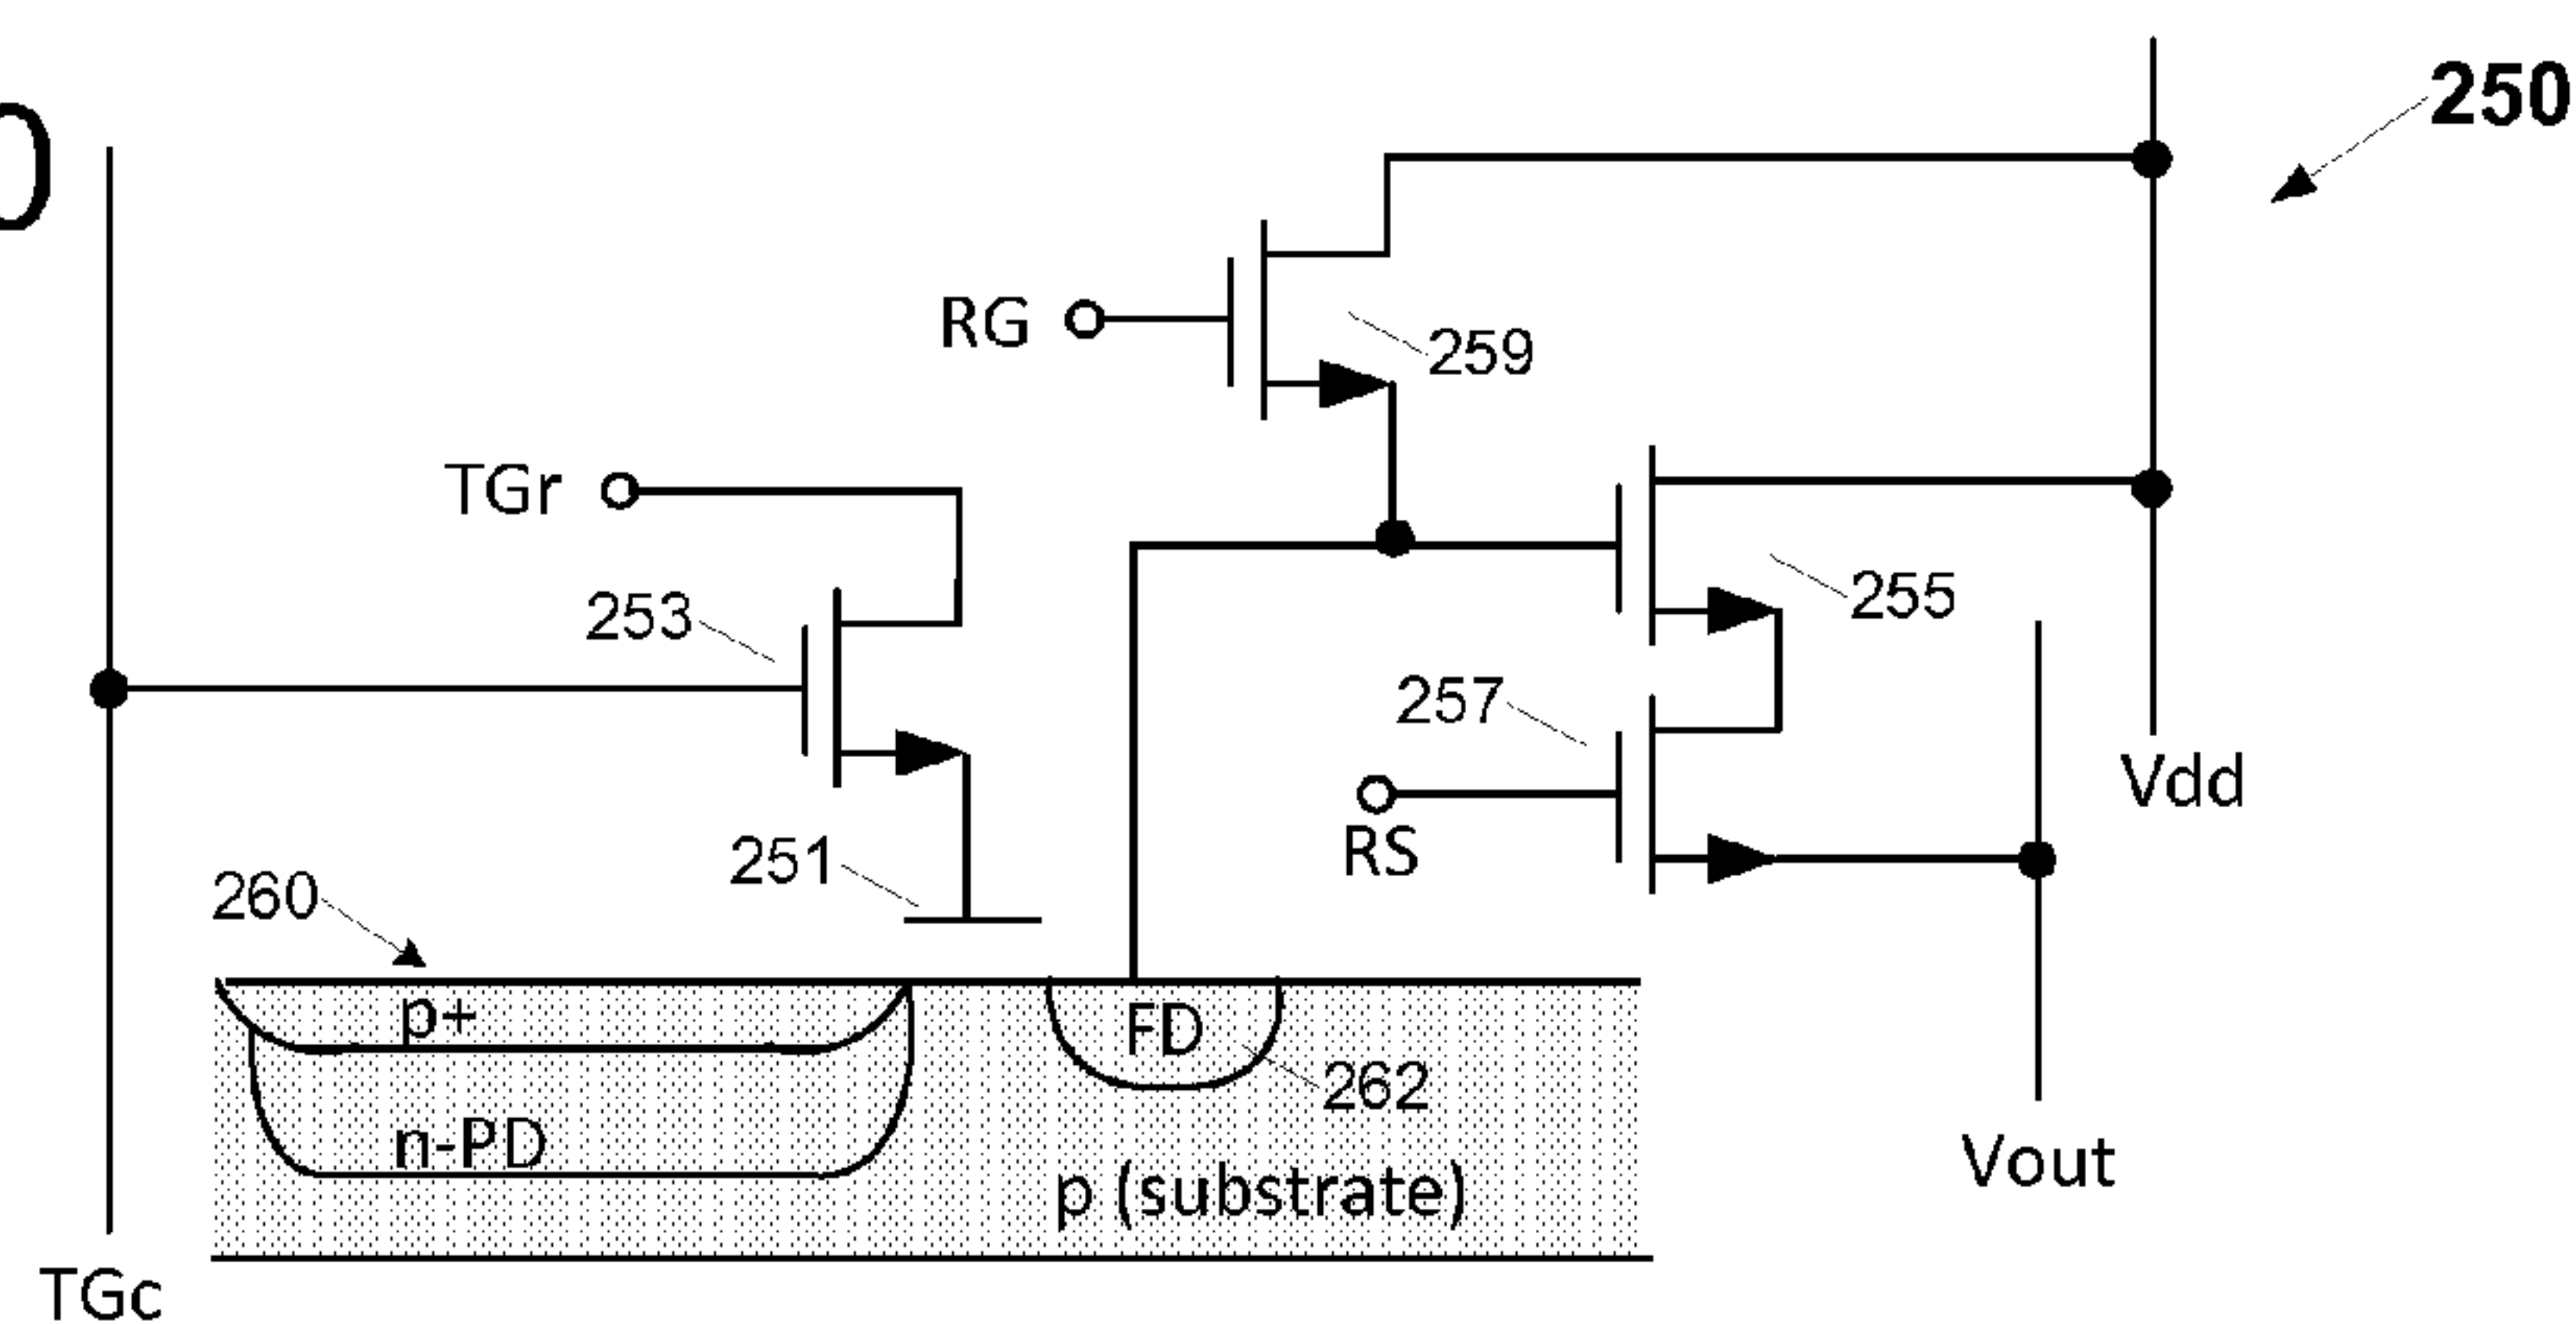 250
RG
259
TGr
253
255
257
Vdd
251
RS
260
p+
FD
262
n-PD
p (substrate)
Vout
TGc